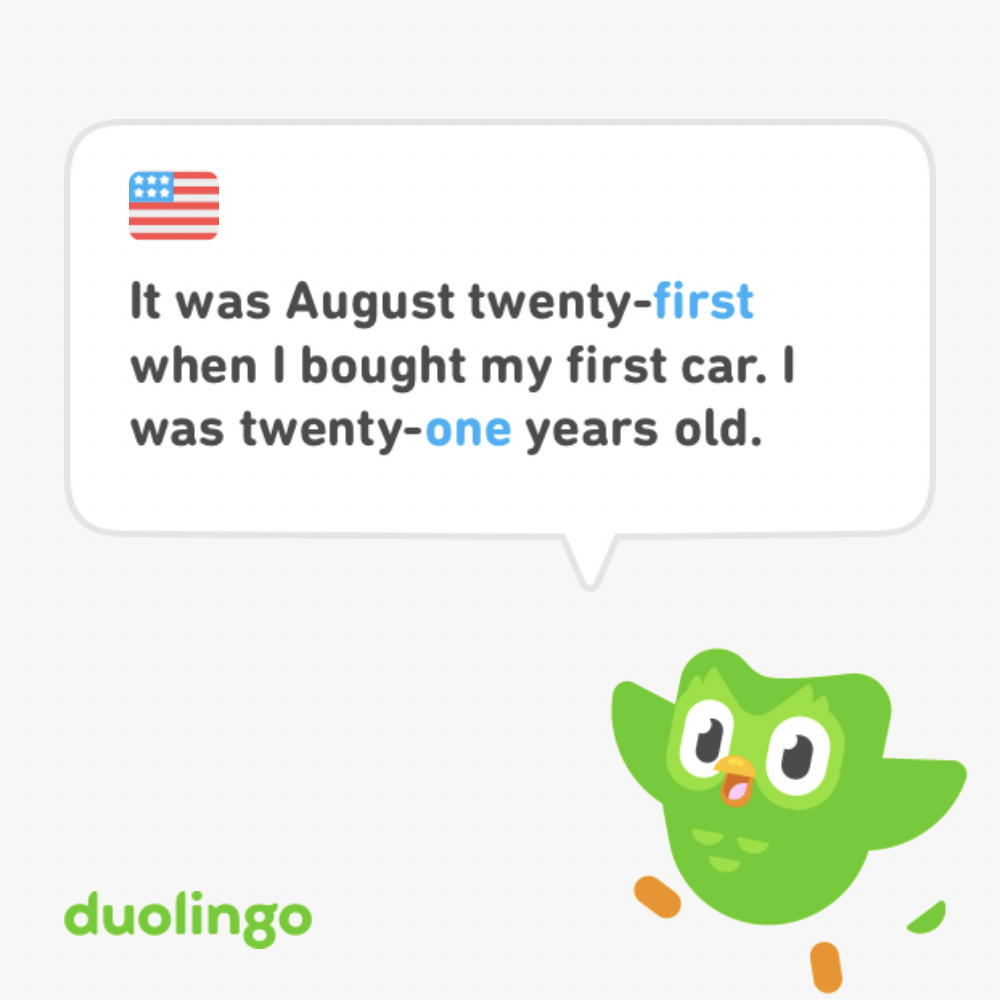 It was August twenty-first
when I bought my first car. I
was twenty-one years old.
duolingo